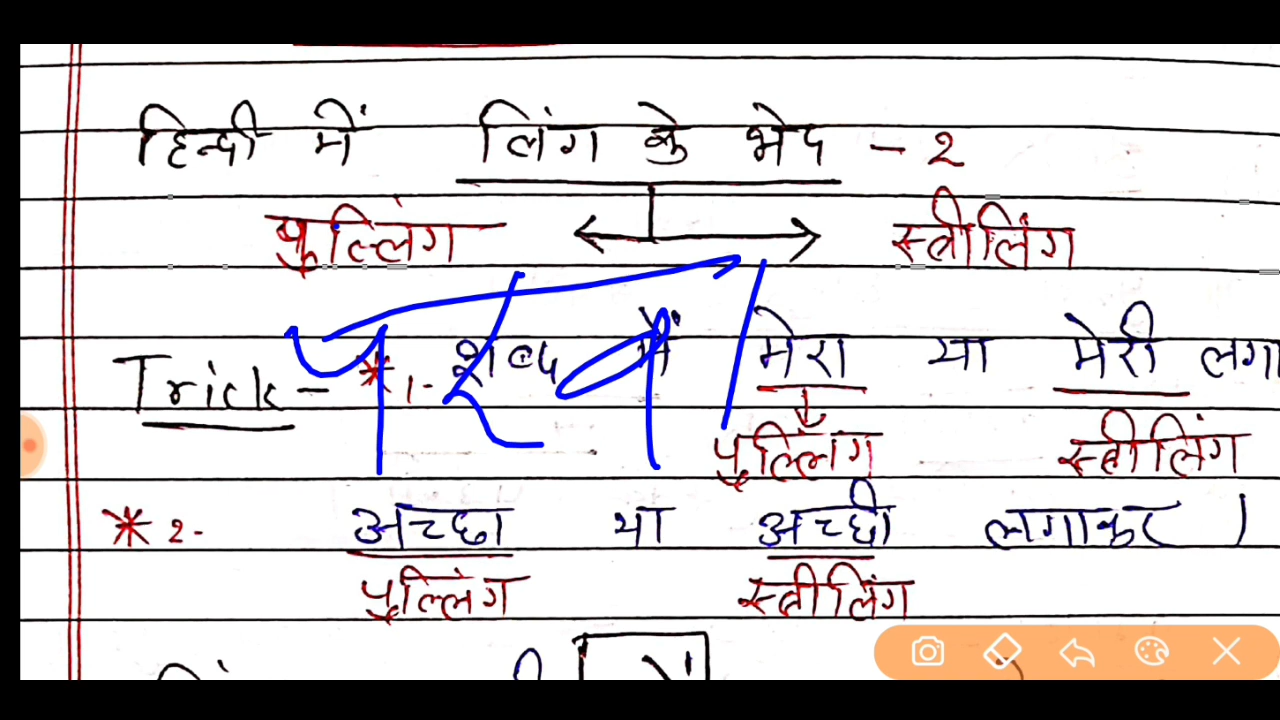 हिन्दी में लिंग के भेद - 2
पुल्लिंग स्त्रीलिंग
Trick - * 1. शब्द में मेरा या मेरी लगा
पुल्लिंग स्त्रीलिंग
* 2. अच्छा या अच्छी लगाकर ।
पुल्लिंग स्त्रीलिंग